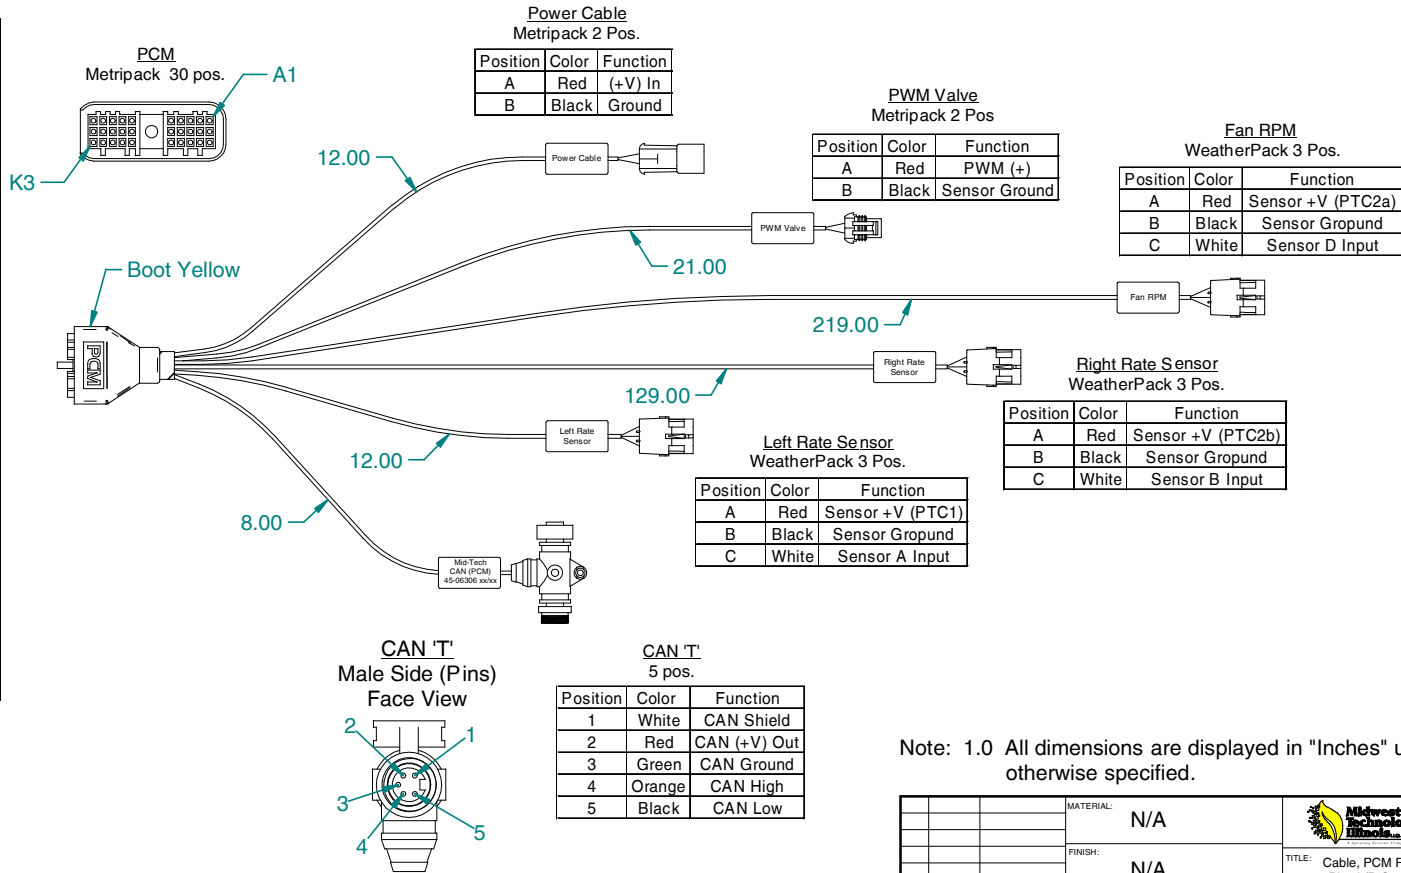 Power Cable
Metripack 2 Pos.
Position Color Function
A Red (+V) In
B Black Ground
PCM
Metripack 30 pos.
A1
K3
PWM Valve
Metripack 2 Pos
Position Color Function
A Red PWM (+)
B Black Sensor Ground
Fan RPM
WeatherPack 3 Pos.
Position Color Function
A Red Sensor +V (PTC2a)
B Black Sensor Gropund
C White Sensor D Input
12.00
Power Cable
PWM Valve
21.00
Boot Yellow
Fan RPM
219.00
PCM
Right Rate
Sensor
129.00
Right Rate Sensor
WeatherPack 3 Pos.
Position Color Function
A Red Sensor +V (PTC2b)
B Black Sensor Gropund
C White Sensor B Input
Left Rate
Sensor
12.00
Left Rate Sensor
WeatherPack 3 Pos.
Position Color Function
A Red Sensor +V (PTC1)
B Black Sensor Gropund
C White Sensor A Input
8.00
Mid-Tech
CAN (PCM)
45-06306 xx/xx
CAN 'T'
Male Side (Pins)
Face View
2
1
3
4
5
CAN 'T'
5 pos.
Position Color Function
1 White CAN Shield
2 Red CAN (+V) Out
3 Green CAN Ground
4 Orange CAN High
5 Black CAN Low
Note: 1.0 All dimensions are displayed in "Inches" u
otherwise specified.
MATERIAL:
N/A
FINISH:
N/A
Midwest
Technolo
Illinois
TITLE: Cable, PCM P